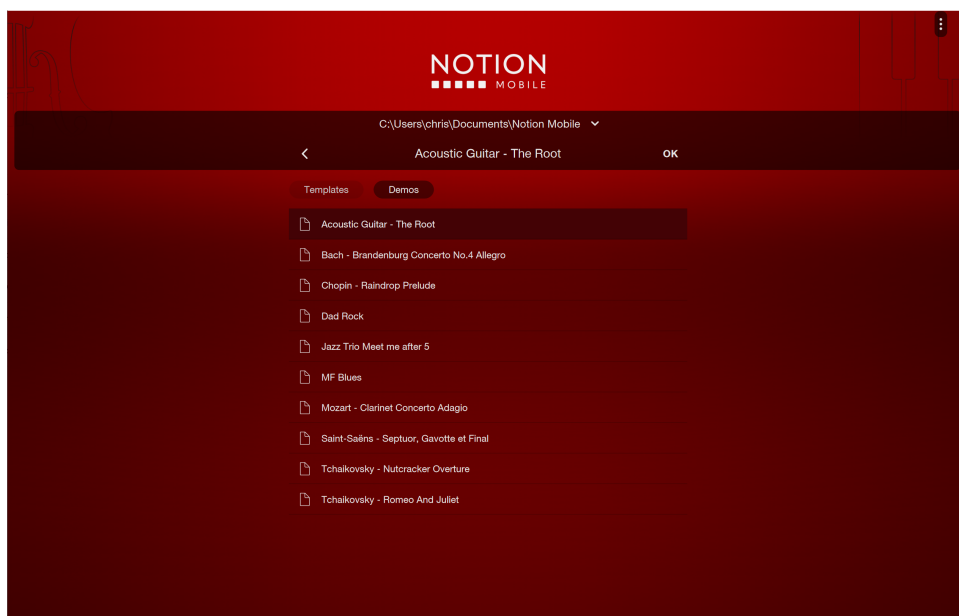 NOTION
MOBILE
C:\Users\chris\Documents\Notion Mobile
Acoustic Guitar - The Root OK
Templates Demos
Acoustic Guitar - The Root
Bach - Brandenburg Concerto No.4 Allegro
Chopin - Raindrop Prelude
Dad Rock
Jazz Trio Meet me after 5
MF Blues
Mozart - Clarinet Concerto Adagio
Saint-Saëns - Septuor, Gavotte et Final
Tchaikovsky - Nutcracker Overture
Tchaikovsky - Romeo And Juliet